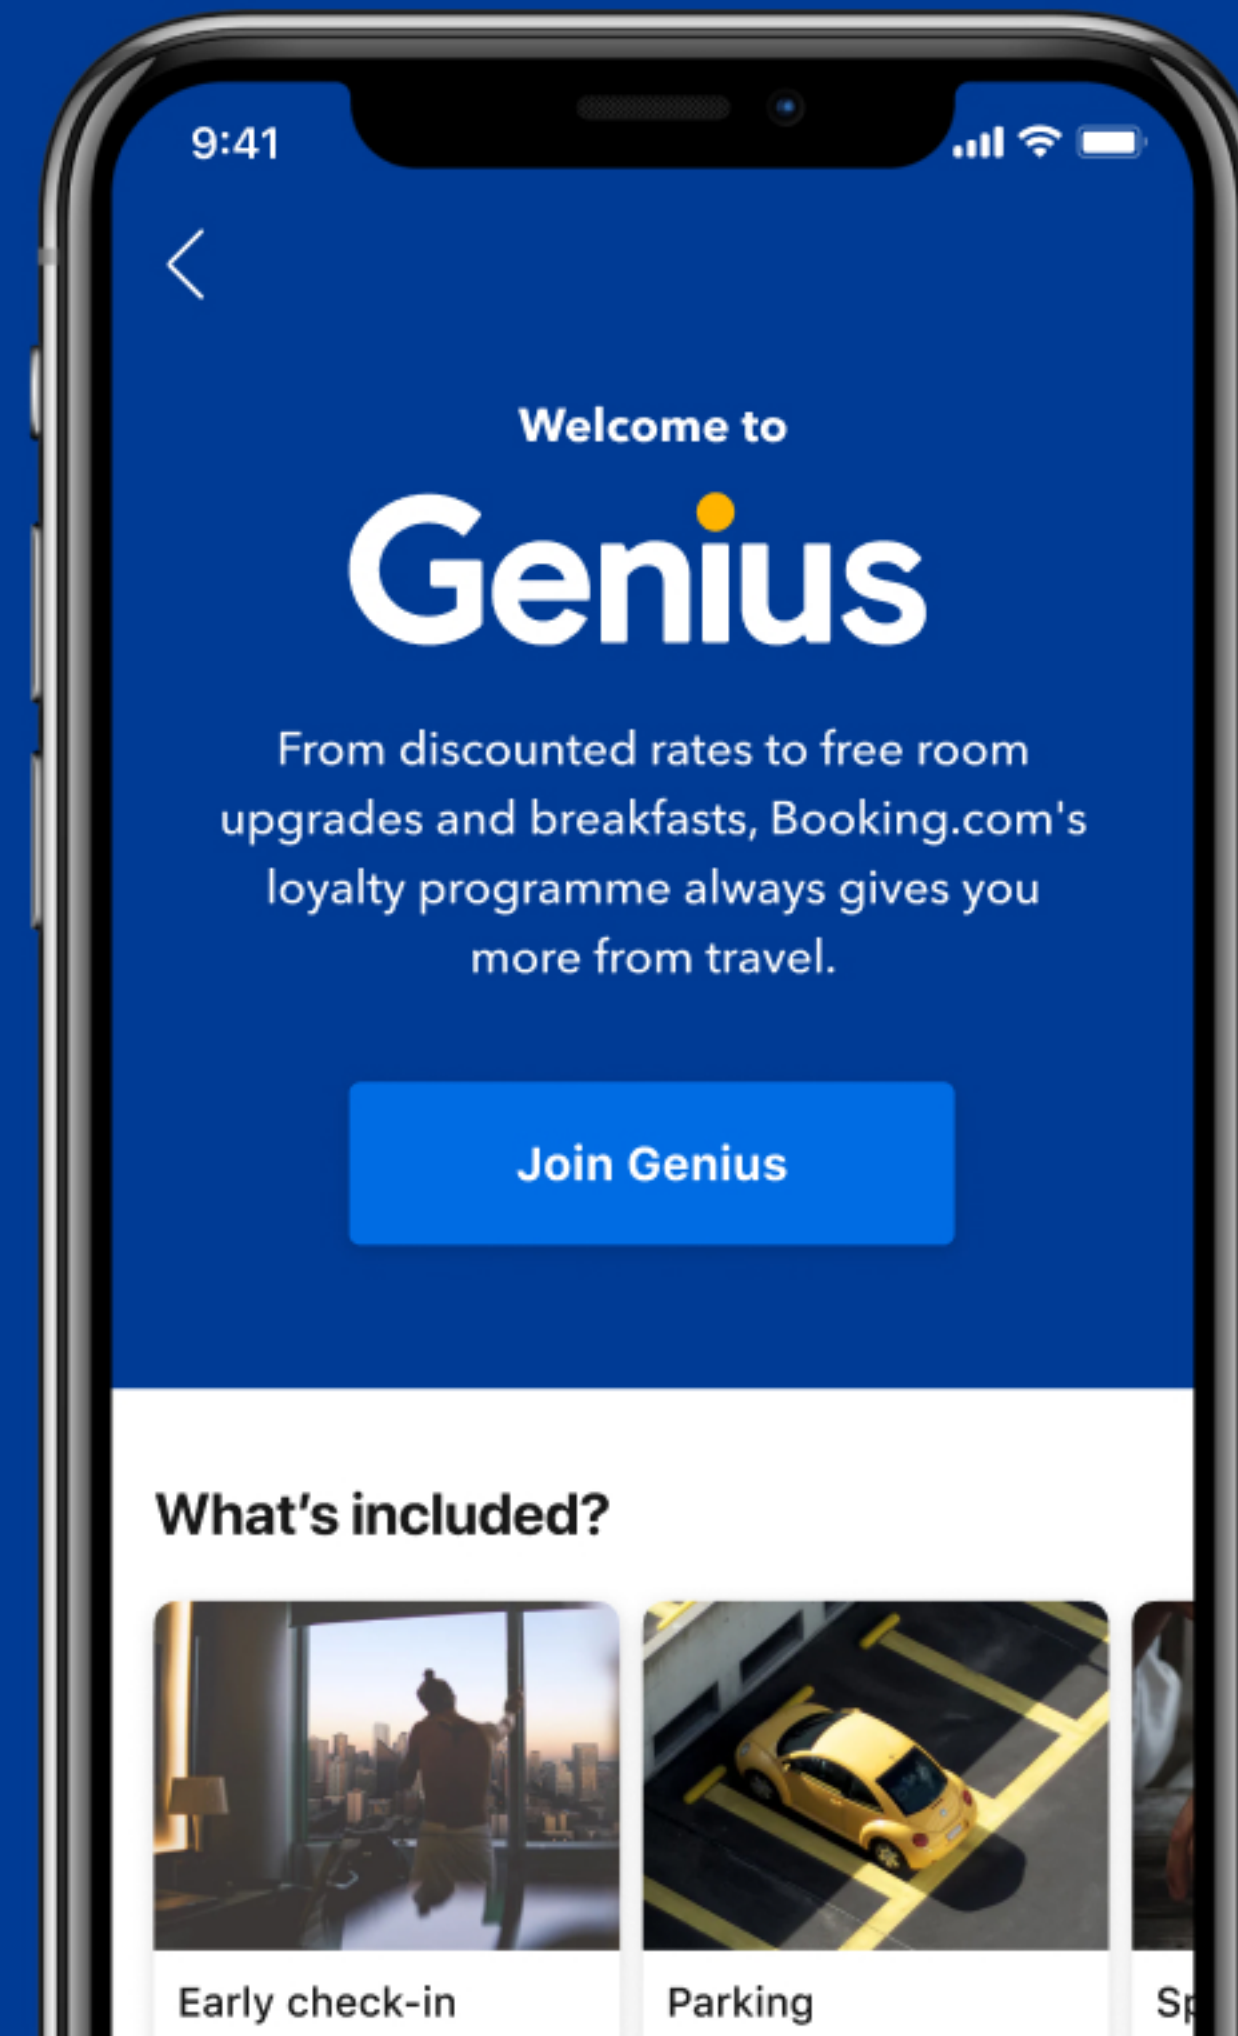 9:41
Welcome to
Genius
From discounted rates to free room
upgrades and breakfasts, Booking.com's
loyalty programme always gives you
more from travel.
Join Genius
What's included?
Early check-in
Parking